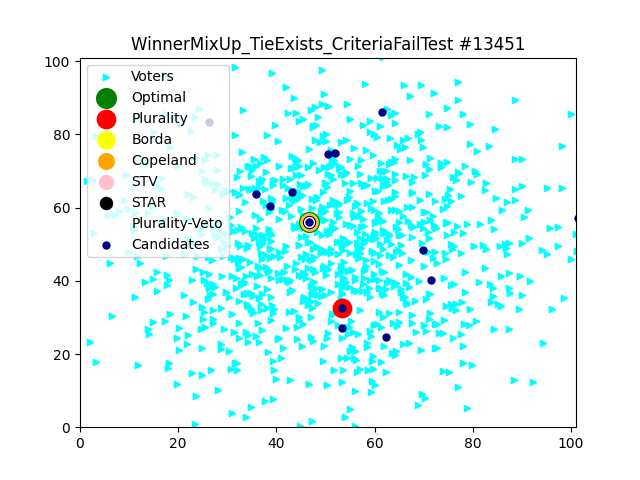 WinnerMixUp_TieExists_CriteriaFailTest #13451
100
80
60
40
20
0
Voters
Optimal
Plurality
Borda
Copeland
STV
STAR
Plurality-Veto
Candidates
0 20 40 60 80 100